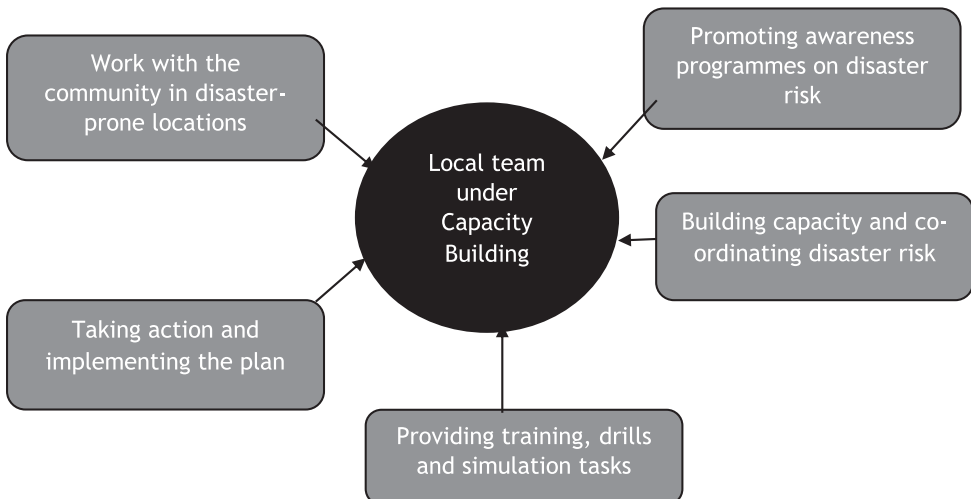 Work with the
community in disaster-
prone locations
Promoting awareness
programmes on disaster
risk
Local team
under
Capacity
Building
Building capacity and co-
ordinating disaster risk
Taking action and
implementing the plan
Providing training, drills
and simulation tasks